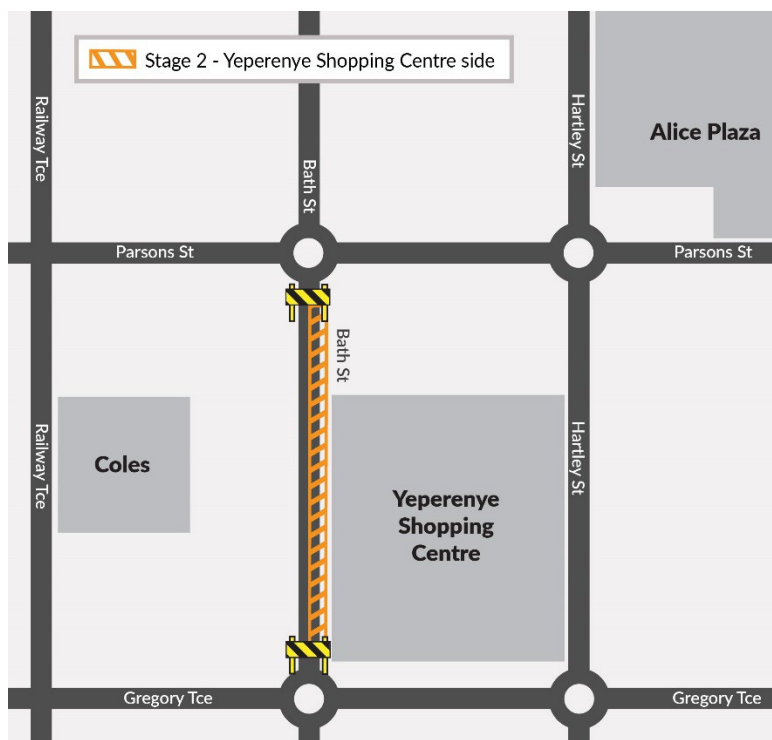 Stage 2 - Yeperenye Shopping Centre side
Railway Tce
Bath St
Hartley St
Alice Plaza
Parsons St
Parsons St
Bath St
Railway Tce
Coles
Hartley St
Yeperenye
Shopping
Centre
Gregory Tce
Gregory Tce